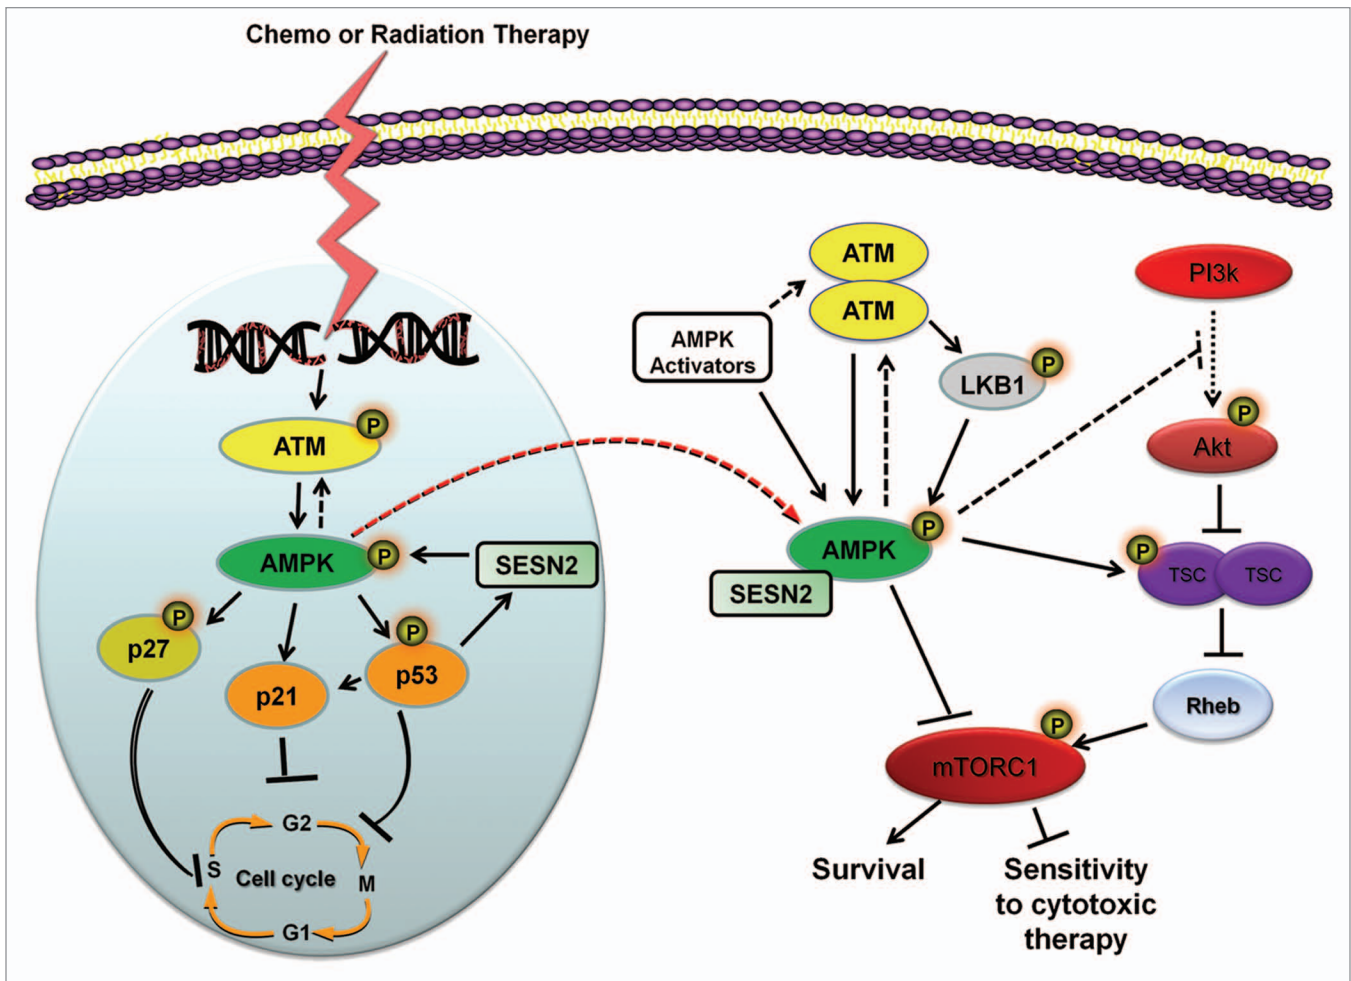 Chemo or Radiation Therapy
ATM
P
AMPK
P
SESN2
p27
P
p21
p53
P
G2
S
Cell cycle
M
G1
ATM
ATM
AMPK
Activators
LKB1
P
PI3k
Akt
P
AMPK
P
SESN2
P
TSC
TSC
Rheb
mTORC1
P
Survival
Sensitivity
to cytotoxic
therapy